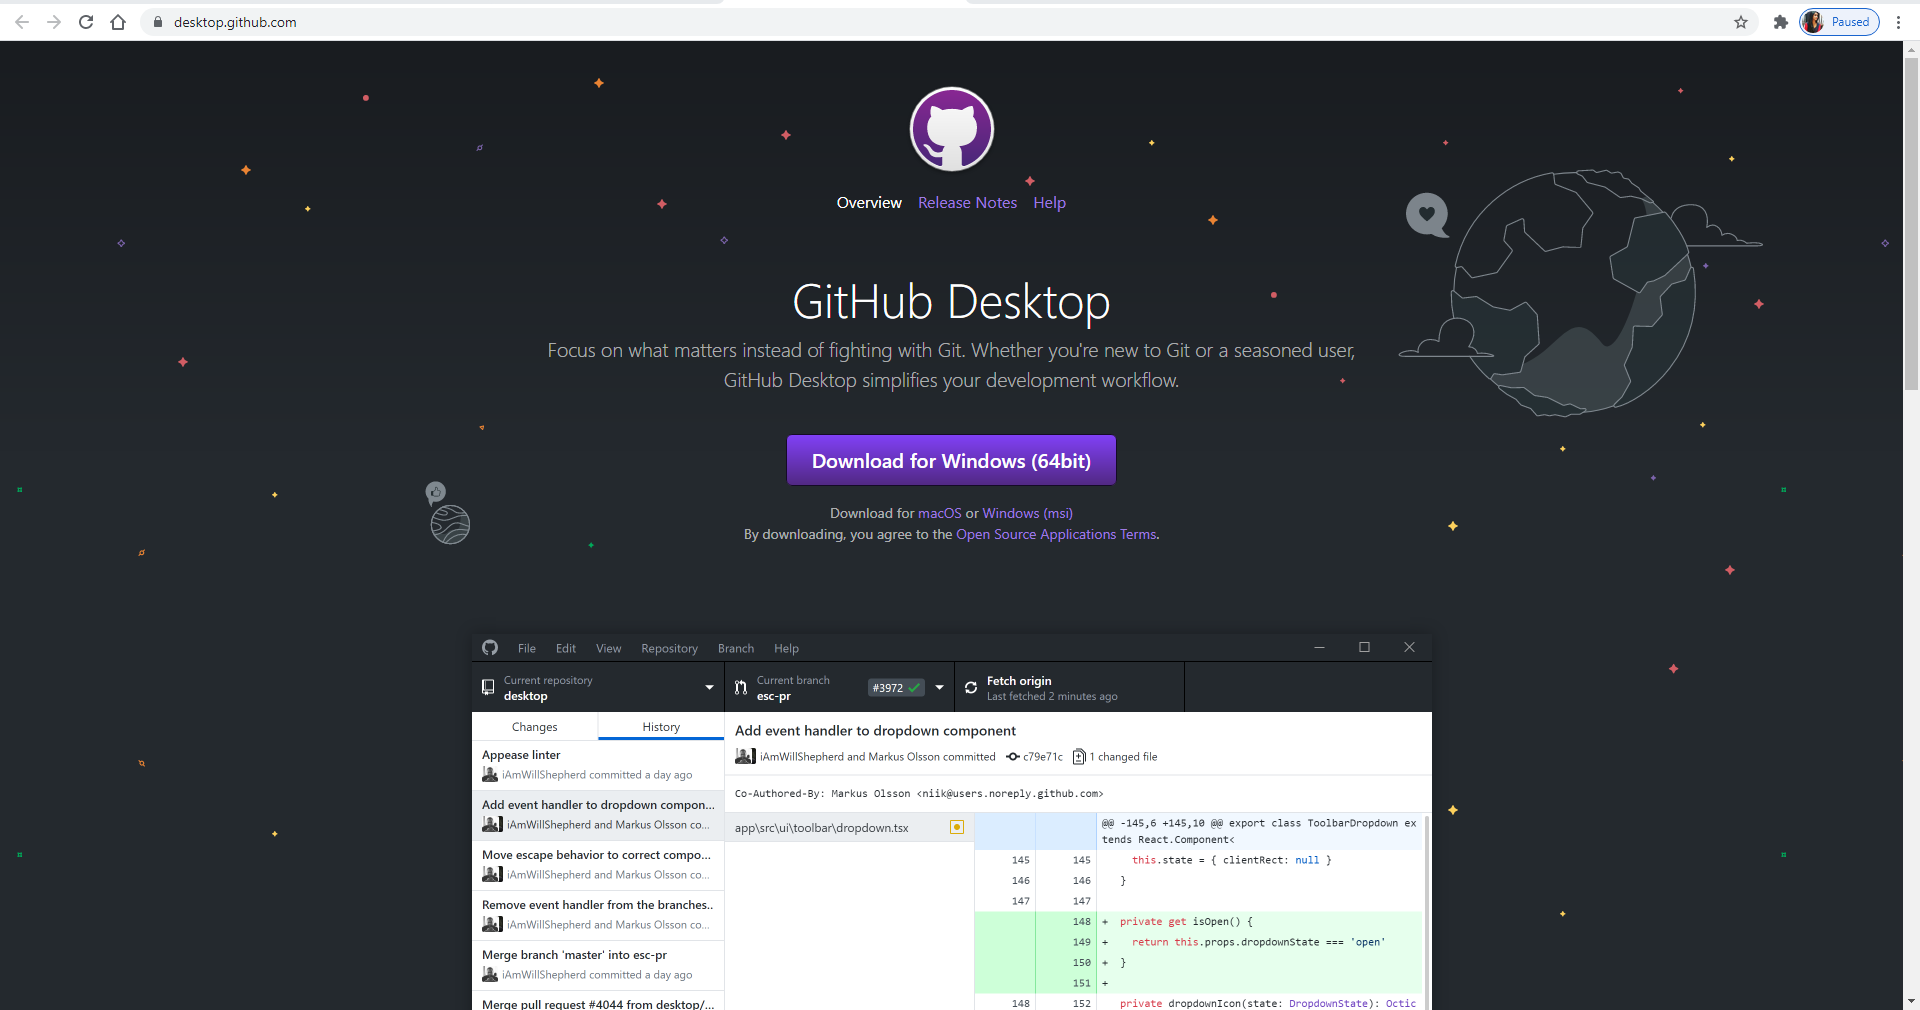 desktop.github.com
Paused
Overview Release Notes Help
GitHub Desktop
Focus on what matters instead of fighting with Git. Whether you're new to Git or a seasoned user,
GitHub Desktop simplifies your development workflow.
Download for Windows (64bit)
Download for macOS or Windows (msi)
By downloading, you agree to the Open Source Applications Terms.
File Edit View Repository Branch Help
Current repository
desktop
Current branch
esc-pr
#3972
Fetch origin
Last fetched 2 minutes ago
Changes History
Appease linter
iAmWillShepherd committed a day ago
Add event handler to dropdown compon...
iAmWillShepherd and Markus Olsson co...
Move escape behavior to correct compo...
iAmWillShepherd and Markus Olsson co...
Remove event handler from the branches..
iAmWillShepherd and Markus Olsson co...
Merge branch 'master' into esc-pr
iAmWillShepherd committed a day ago
Merge pull request #4044 from desktop/...
Add event handler to dropdown component
iAmWillShepherd and Markus Olsson committed c79e71c 1 changed file
Co-Authored-By: Markus Olsson <niik@users.noreply.github.com>
app\src\ui\toolbar\dropdown.tsx
@@ -145,6 +145,10 @@ export class ToolbarDropdown ex
tends React.Component<
145 145 this.state = { clientRect: null }
146 146 }
147 147
148 + private get isOpen() {
149 + return this.props.dropdownState === 'open'
150 + }
151 +
148 152 private dropdownIcon(state: DropdownState): Octic